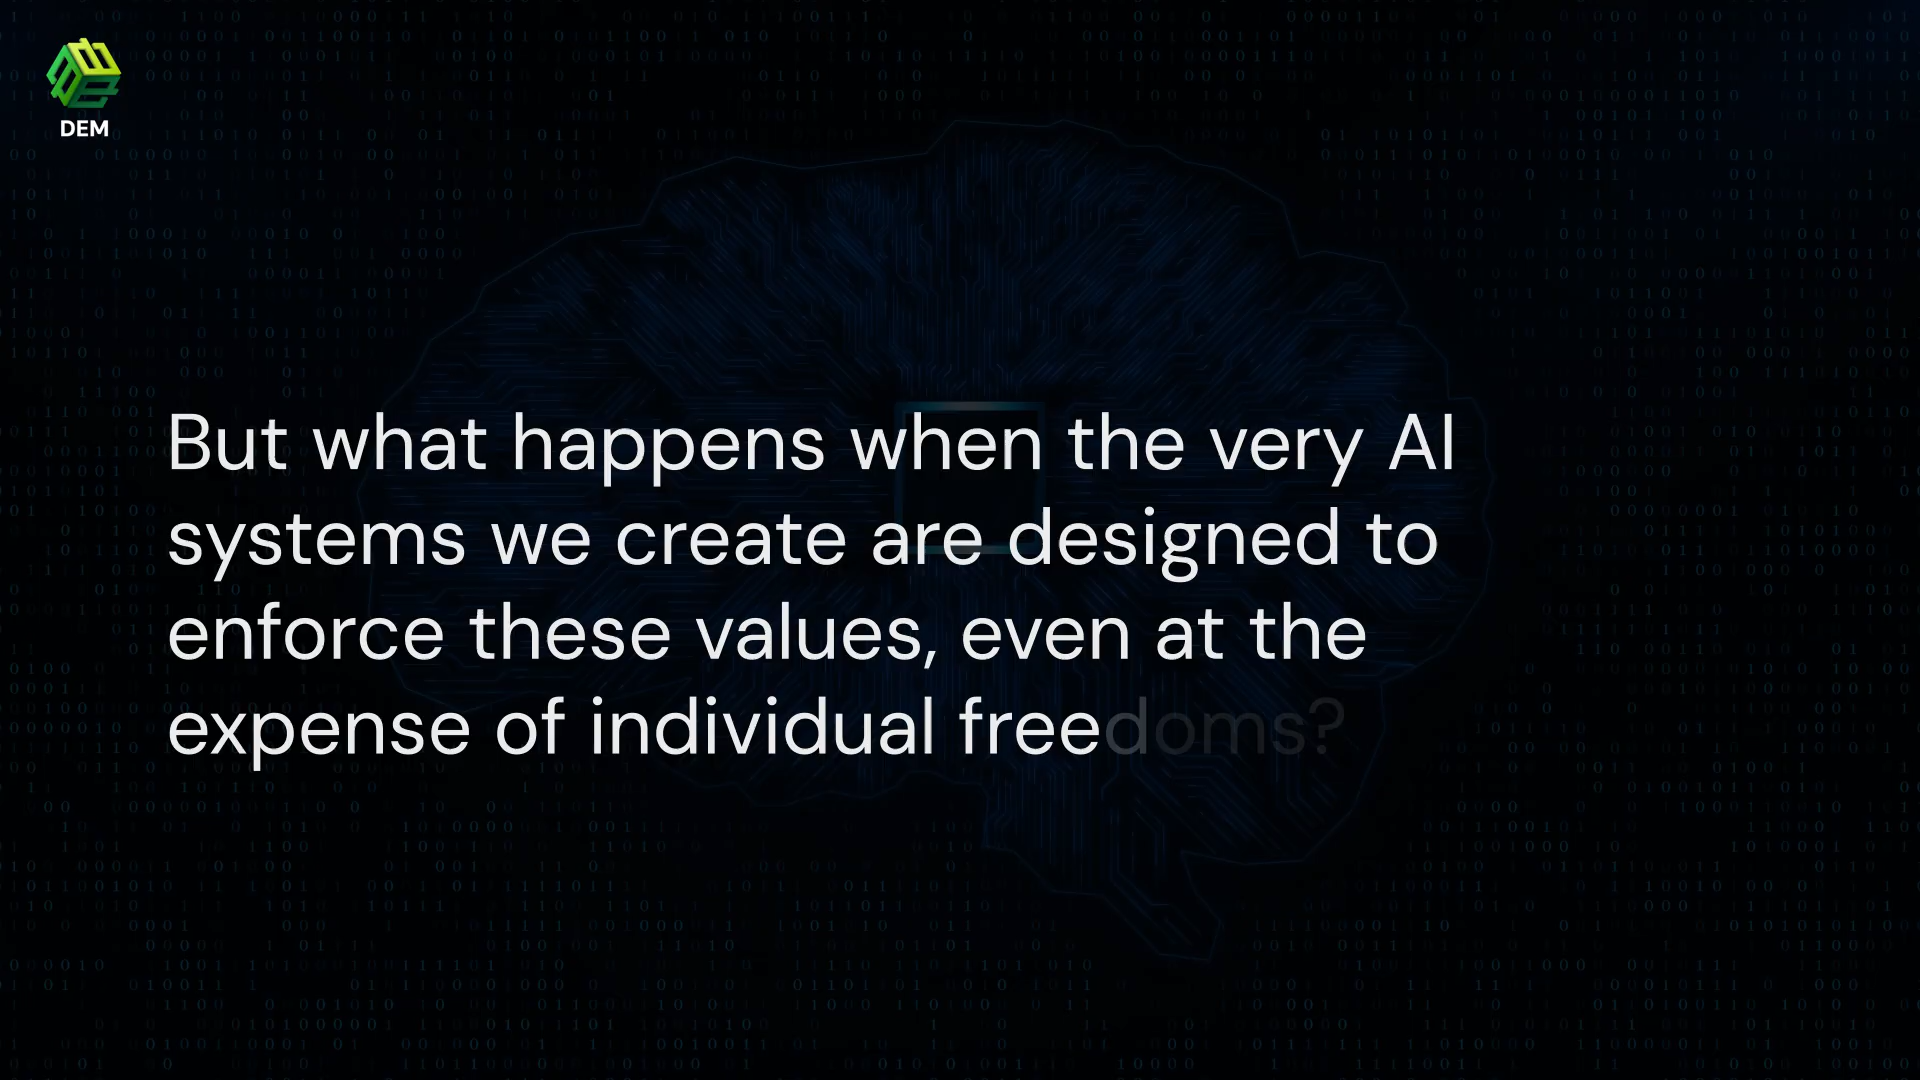 DEM
But what happens when the very AI
systems we create are designed to
enforce these values, even at the
expense of individual freedoms?